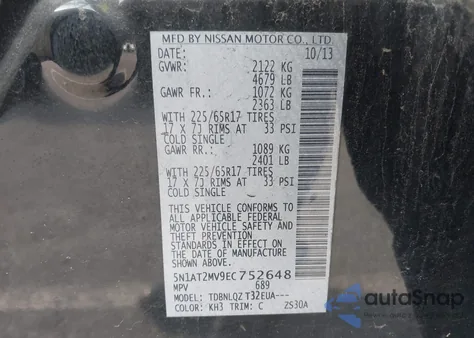 MFD BY NISSAN MOTOR CO., LTD
DATE: 10/13
GVWR: 2122 KG
4679 LB
GAWR FR.: 1072 KG
2363 LB
WITH 225/65R17 TIRES
17 X 7J RIMS AT 33 PSI
COLD SINGLE
GAWR RR.: 1089 KG
2401 LB
WITH 225/65R17 TIRES
17 X 7J RIMS AT 33 PSI
COLD SINGLE
THIS VEHICLE CONFORMS TO
ALL APPLICABLE FEDERAL
MOTOR VEHICLE SAFETY,
BUMPER AND THEFT PREVENTION
STANDARDS IN EFFECT ON
THE DATE OF MANUFACTURE
SHOWN ABOVE.
5N1AT2MV9EC752648
MPV 689
MODEL: TDBNLQZ T32EUA---
COLOR: KH3 TRIM: C ZS30A
autoSnap